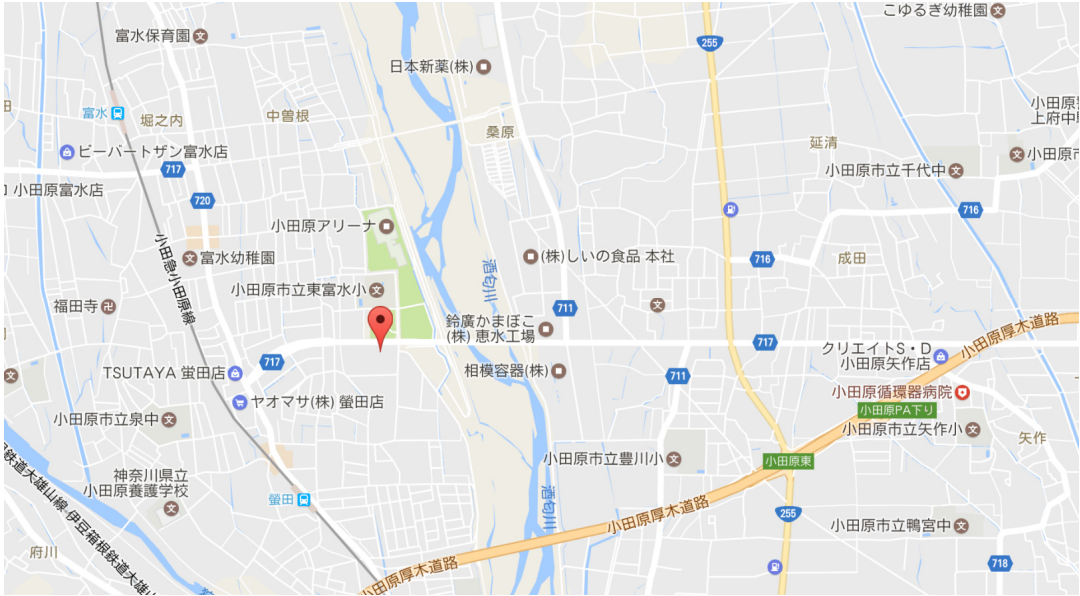 こゆるぎ幼稚園
富水保育園
255
日本新薬(株)
富水
堀之内
中曽根
桑原
延清
上府中
ビーバートザン富水店
717
小田原富水店
720
小田原市立千代中
小田原市
716
小田原アリーナ
富水幼稚園
(株)しいの食品 本社
716
成田
小田急小田原線
酒匂川
小田原市立東富水小
福田寺
711
鈴廣かまぼこ
(株) 恵水工場
小田原厚木道路
717
クリエイトS・D
小田原矢作店
717
TSUTAYA 蛍田店
相模容器(株)
711
小田原循環器病院
ヤオマサ(株) 螢田店
小田原PA下り
小田原市立泉中
小田原市立矢作小
矢作
小田原市立豊川小
小田原東
神奈川県立
小田原養護学校
螢田
酒匂川
小田原厚木道路
255
小田原市立鴨宮中
伊豆箱根鉄道大雄山線
府川
小田原厚木道路
718